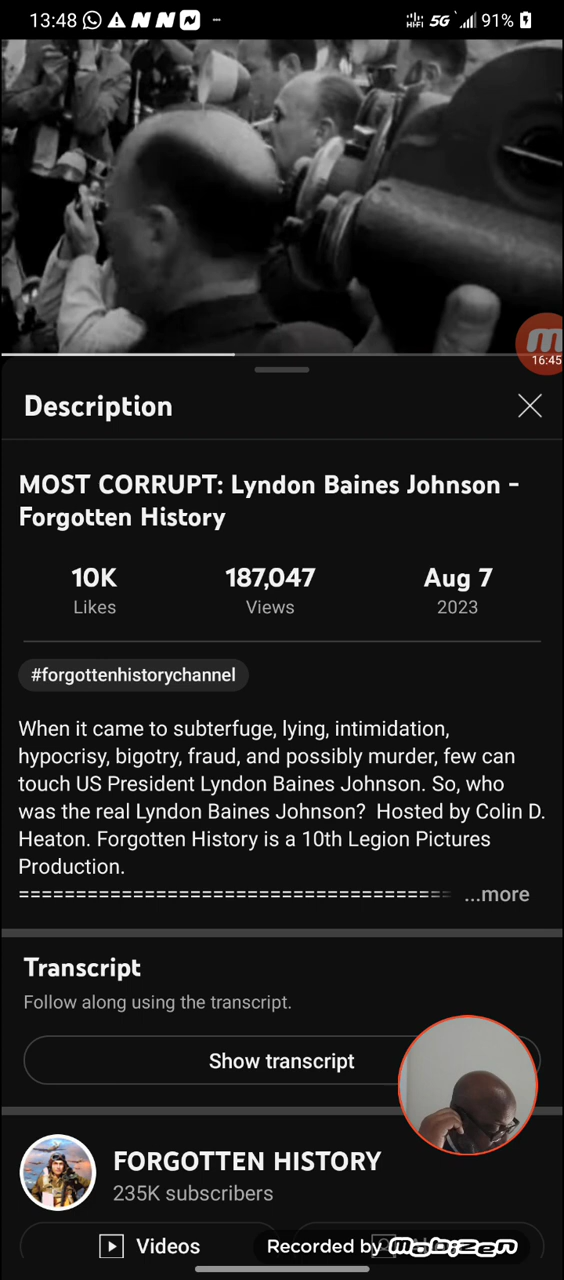 13:48
5G 91%
16:45
Description
MOST CORRUPT: Lyndon Baines Johnson -
Forgotten History
10K 187,047 Aug 7
Likes Views 2023
#forgottenhistorychannel
When it came to subterfuge, lying, intimidation,
hypocrisy, bigotry, fraud, and possibly murder, few can
touch US President Lyndon Baines Johnson. So, who
was the real Lyndon Baines Johnson?  Hosted by Colin D.
Heaton. Forgotten History is a 10th Legion Pictures
Production.
====================================== ...more
Transcript
Follow along using the transcript.
Show transcript
FORGOTTEN HISTORY
235K subscribers
Videos
Recorded by mobizen